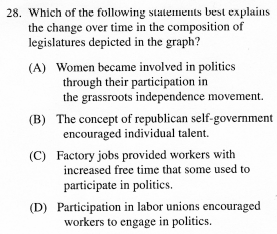 28. Which of the following statements best explains
the change over time in the composition of
legislatures depicted in the graph?
(A) Women became involved in politics
through their participation in
the grassroots independence movement.
(B) The concept of republican self-government
encouraged individual talent.
(C) Factory jobs provided workers with
increased free time that some used to
participate in politics.
(D) Participation in labor unions encouraged
workers to engage in politics.